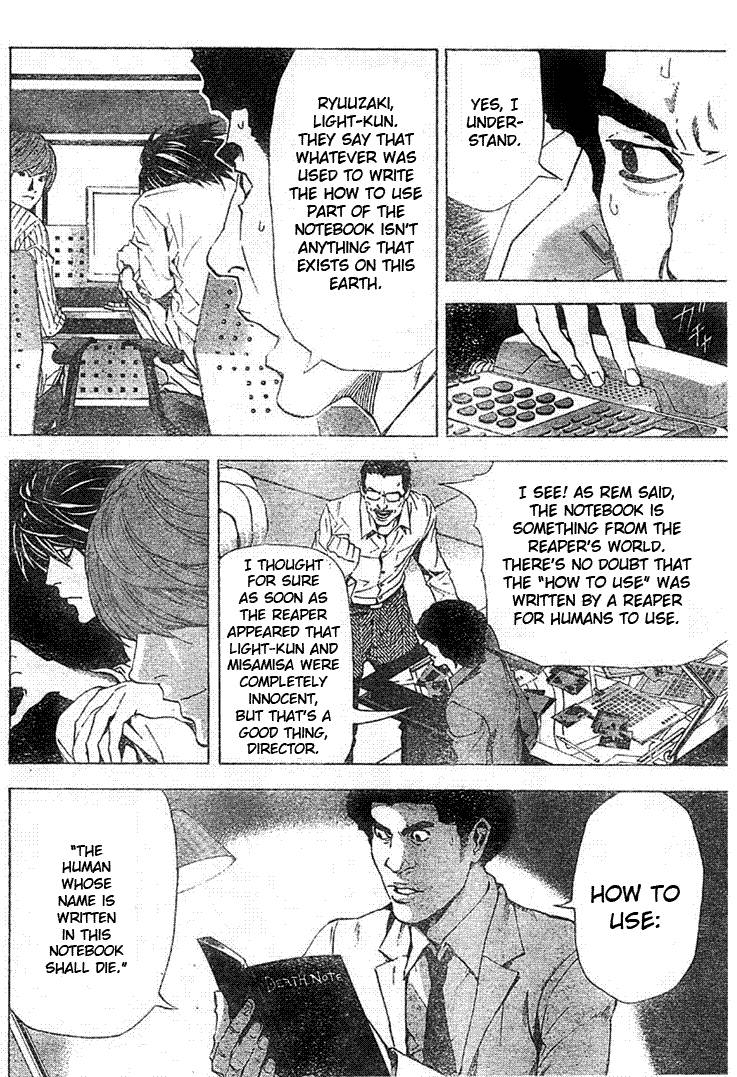 YES, I
UNDER-
STAND.
ガチャ
RYUUZAKI,
LIGHT-KUN.
THEY SAY THAT
WHATEVER WAS
USED TO WRITE
THE HOW TO USE
PART OF THE
NOTEBOOK ISN'T
ANYTHING THAT
EXISTS ON THIS
EARTH.
I SEE! AS REM SAID,
THE NOTEBOOK IS
SOMETHING FROM THE
REAPER'S WORLD.
THERE'S NO DOUBT THAT
THE "HOW TO USE" WAS
WRITTEN BY A REAPER
FOR HUMANS TO USE.
I THOUGHT
FOR SURE
AS SOON AS
THE REAPER
APPEARED THAT
LIGHT-KUN AND
MISAMISA WERE
COMPLETELY
INNOCENT,
BUT THAT'S A
GOOD THING,
DIRECTOR.
HOW TO
USE:
"THE
HUMAN
WHOSE
NAME IS
WRITTEN
IN THIS
NOTEBOOK
SHALL DIE."
DEATH NOTE